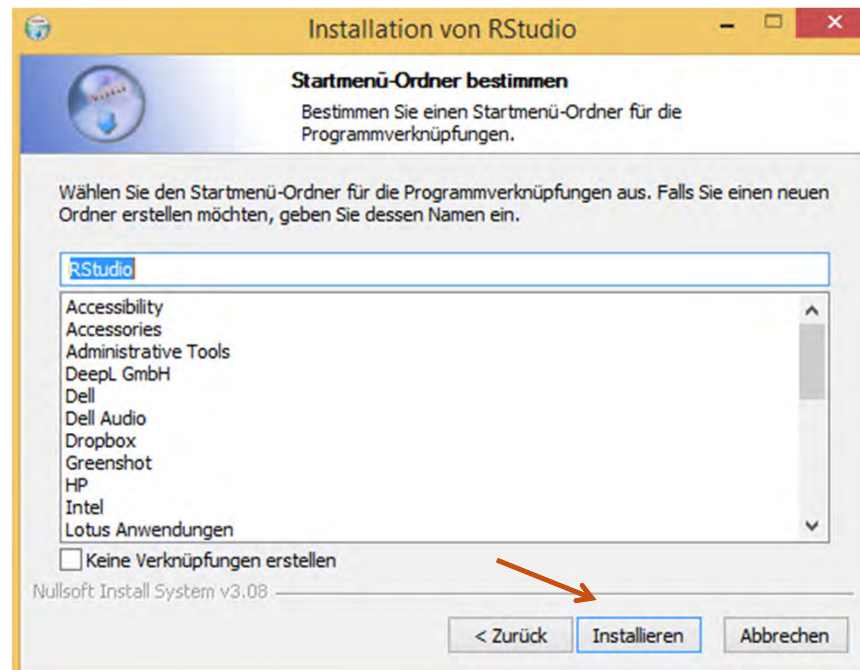 Installation von RStudio
Startmenü-Ordner bestimmen
Bestimmen Sie einen Startmenü-Ordner für die
Programmverknüpfungen.
Wählen Sie den Startmenü-Ordner für die Programmverknüpfungen aus. Falls Sie einen neuen
Ordner erstellen möchten, geben Sie dessen Namen ein.
RStudio
Accessibility
Accessories
Administrative Tools
DeepL GmbH
Dell
Dell Audio
Dropbox
Greenshot
HP
Intel
Lotus Anwendungen
Keine Verknüpfungen erstellen
Nullsoft Install System v3.08
< Zurück Installieren Abbrechen